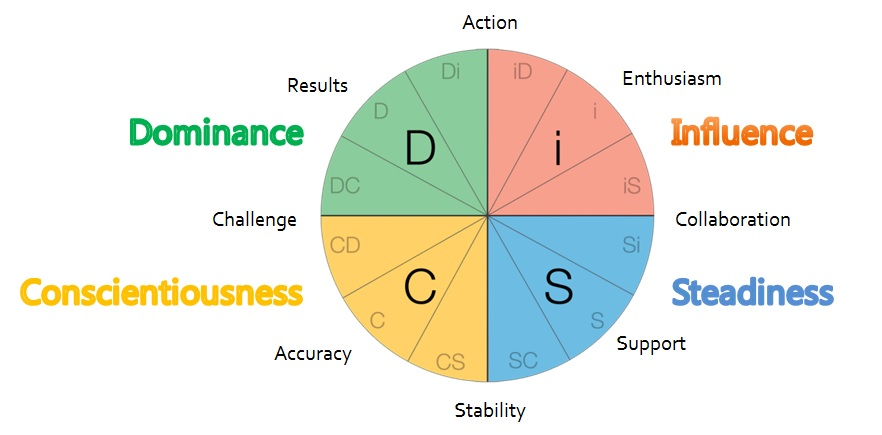 Action
Di
iD
Results
Enthusiasm
D
i
Dominance
D
i
Influence
DC
iS
Challenge
Collaboration
CD
Si
Conscientiousness
C
S
Steadiness
C
S
Accuracy
Support
CS
SC
Stability